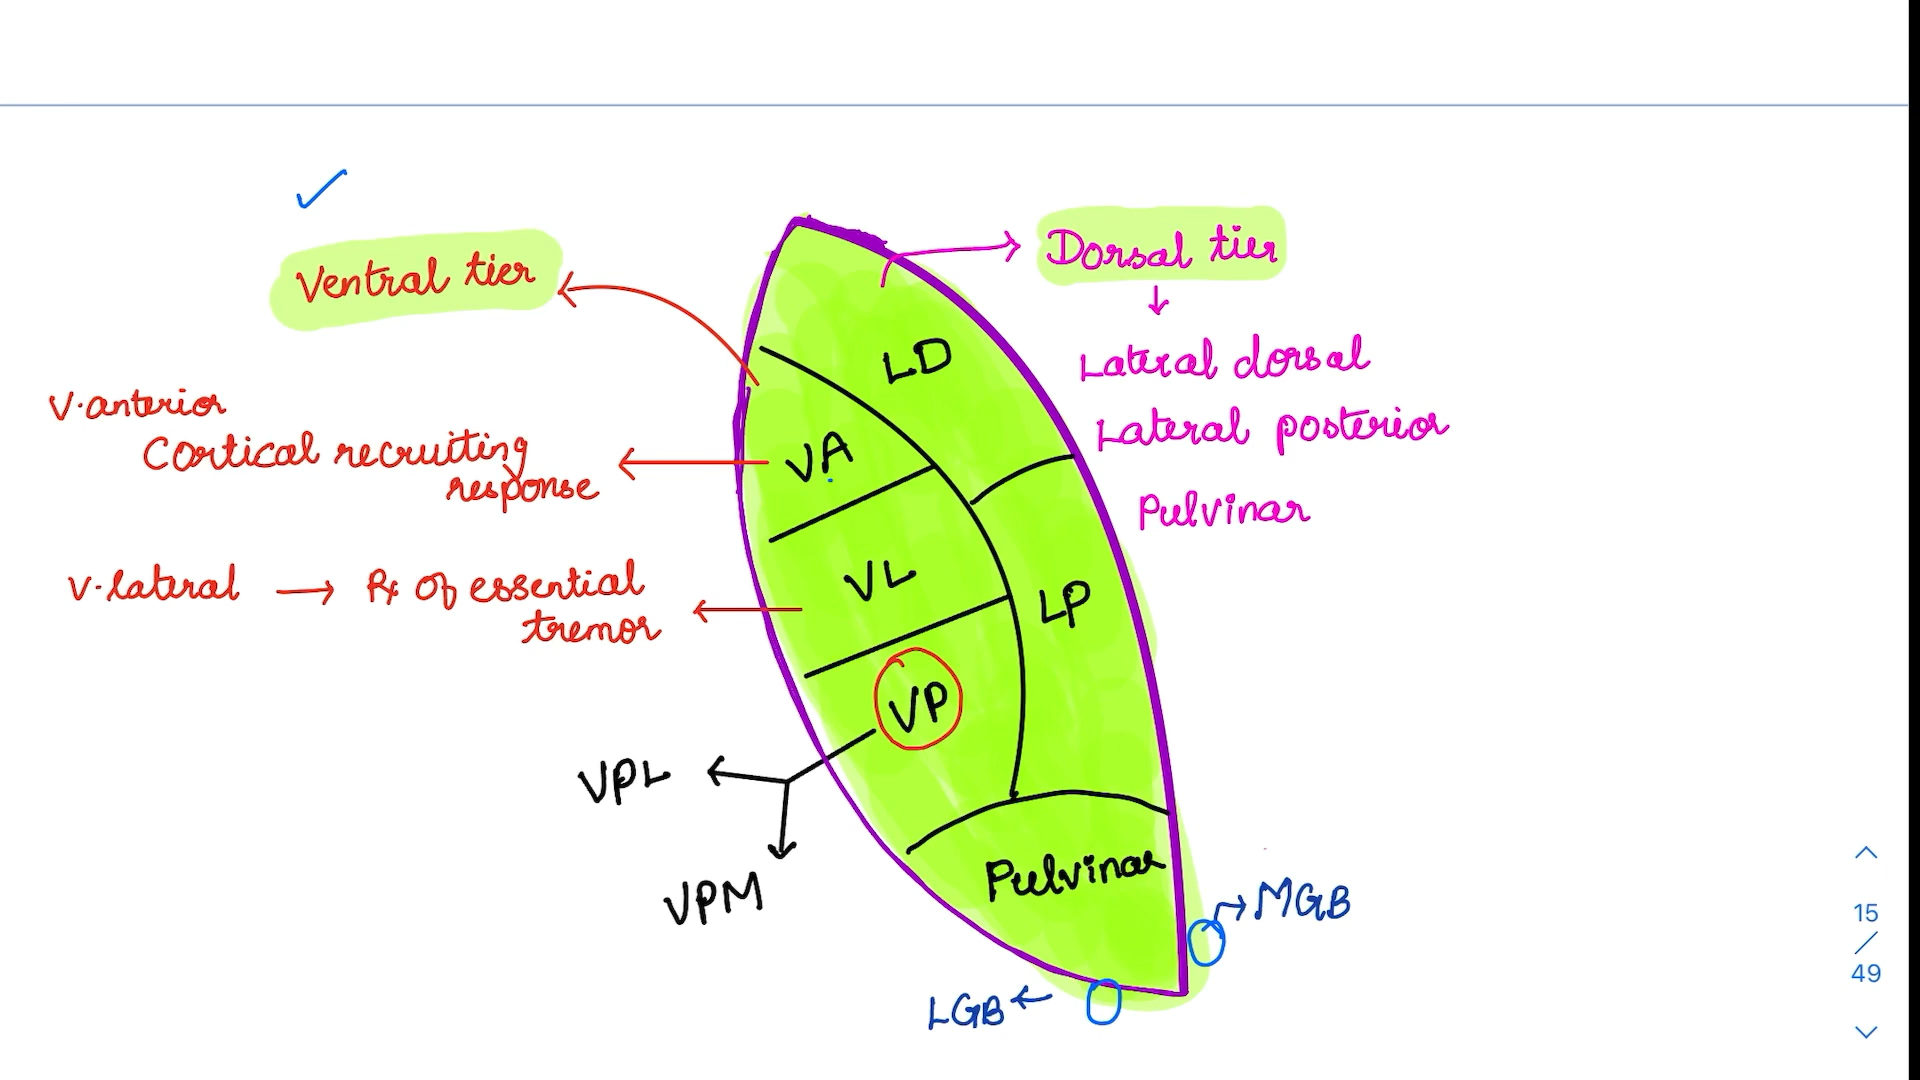 Ventral tier
Dorsal tier
Lateral dorsal
Lateral posterior
Pulvinar
V.anterior
Cortical recruiting
response
V.lateral → Rx of essential
tremor
LD
VA
VL
LP
VP
VPL
VPM
Pulvinar
MGB
LGB
15
/
49